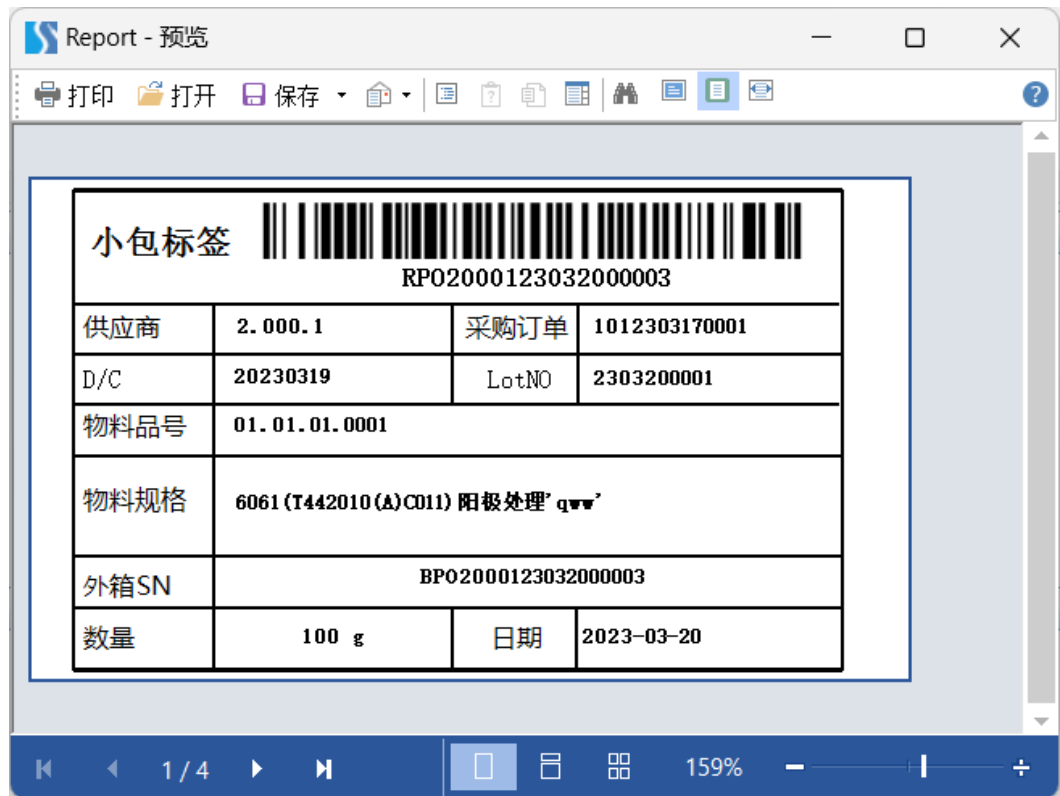 Report - 预览
打印 打开 保存
小包标签
RPO2000123032000003
供应商 2.000.1 采购订单 1012303170001
D/C 20230319 LotNO 2303200001
物料品号 01.01.01.0001
物料规格 6061(T442010(A)C011)阳极处理'qww'
外箱SN BPO2000123032000003
数量 100 g 日期 2023-03-20
1 / 4 159%